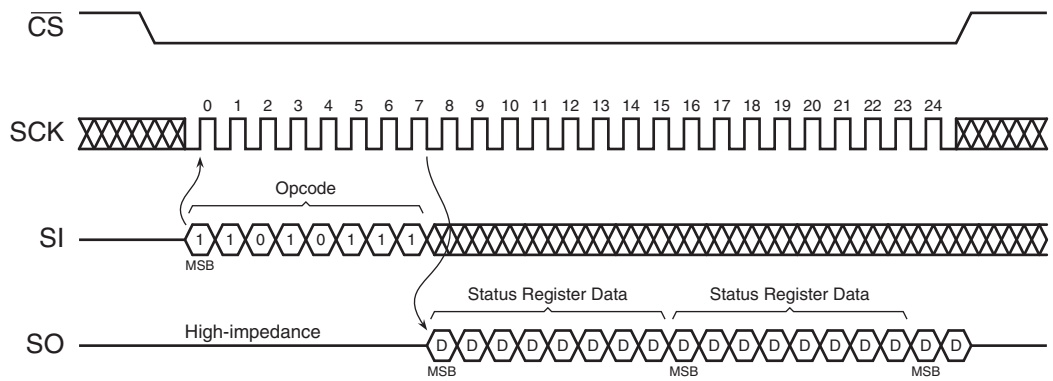 CS
0 1 2 3 4 5 6 7 8 9 10 11 12 13 14 15 16 17 18 19 20 21 22 23 24
SCK
Opcode
SI
1 1 0 1 0 1 1 1
MSB
Status Register Data Status Register Data
High-impedance
SO
D D D D D D D D D D D D D D D D D D
MSB MSB MSB